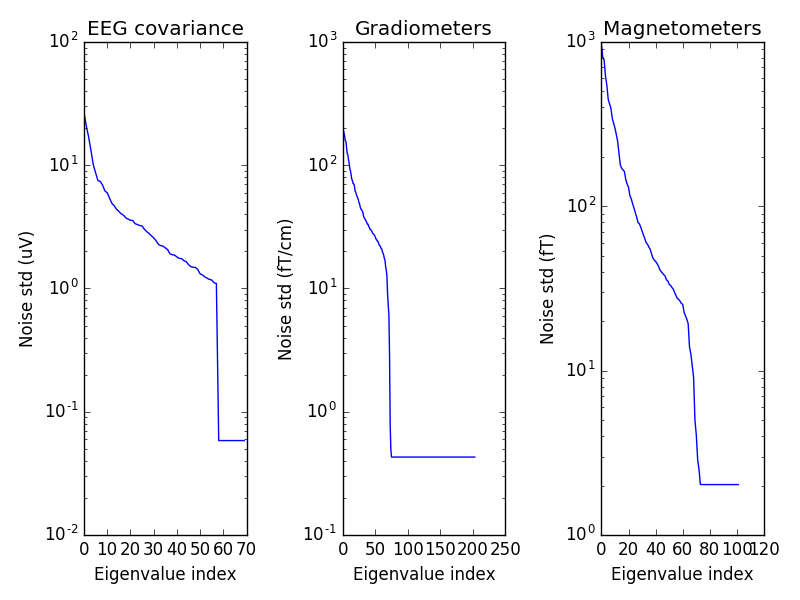 EEG covariance
10^2
10^1
10^0
10^-1
10^-2
Noise std (uV)
0 10 20 30 40 50 60 70
Eigenvalue index
Gradiometers
10^3
10^2
10^1
10^0
10^-1
Noise std (fT/cm)
0 50 100 150 200 250
Eigenvalue index
Magnetometers
10^3
10^2
10^1
10^0
Noise std (fT)
0 20 40 60 80 100 120
Eigenvalue index